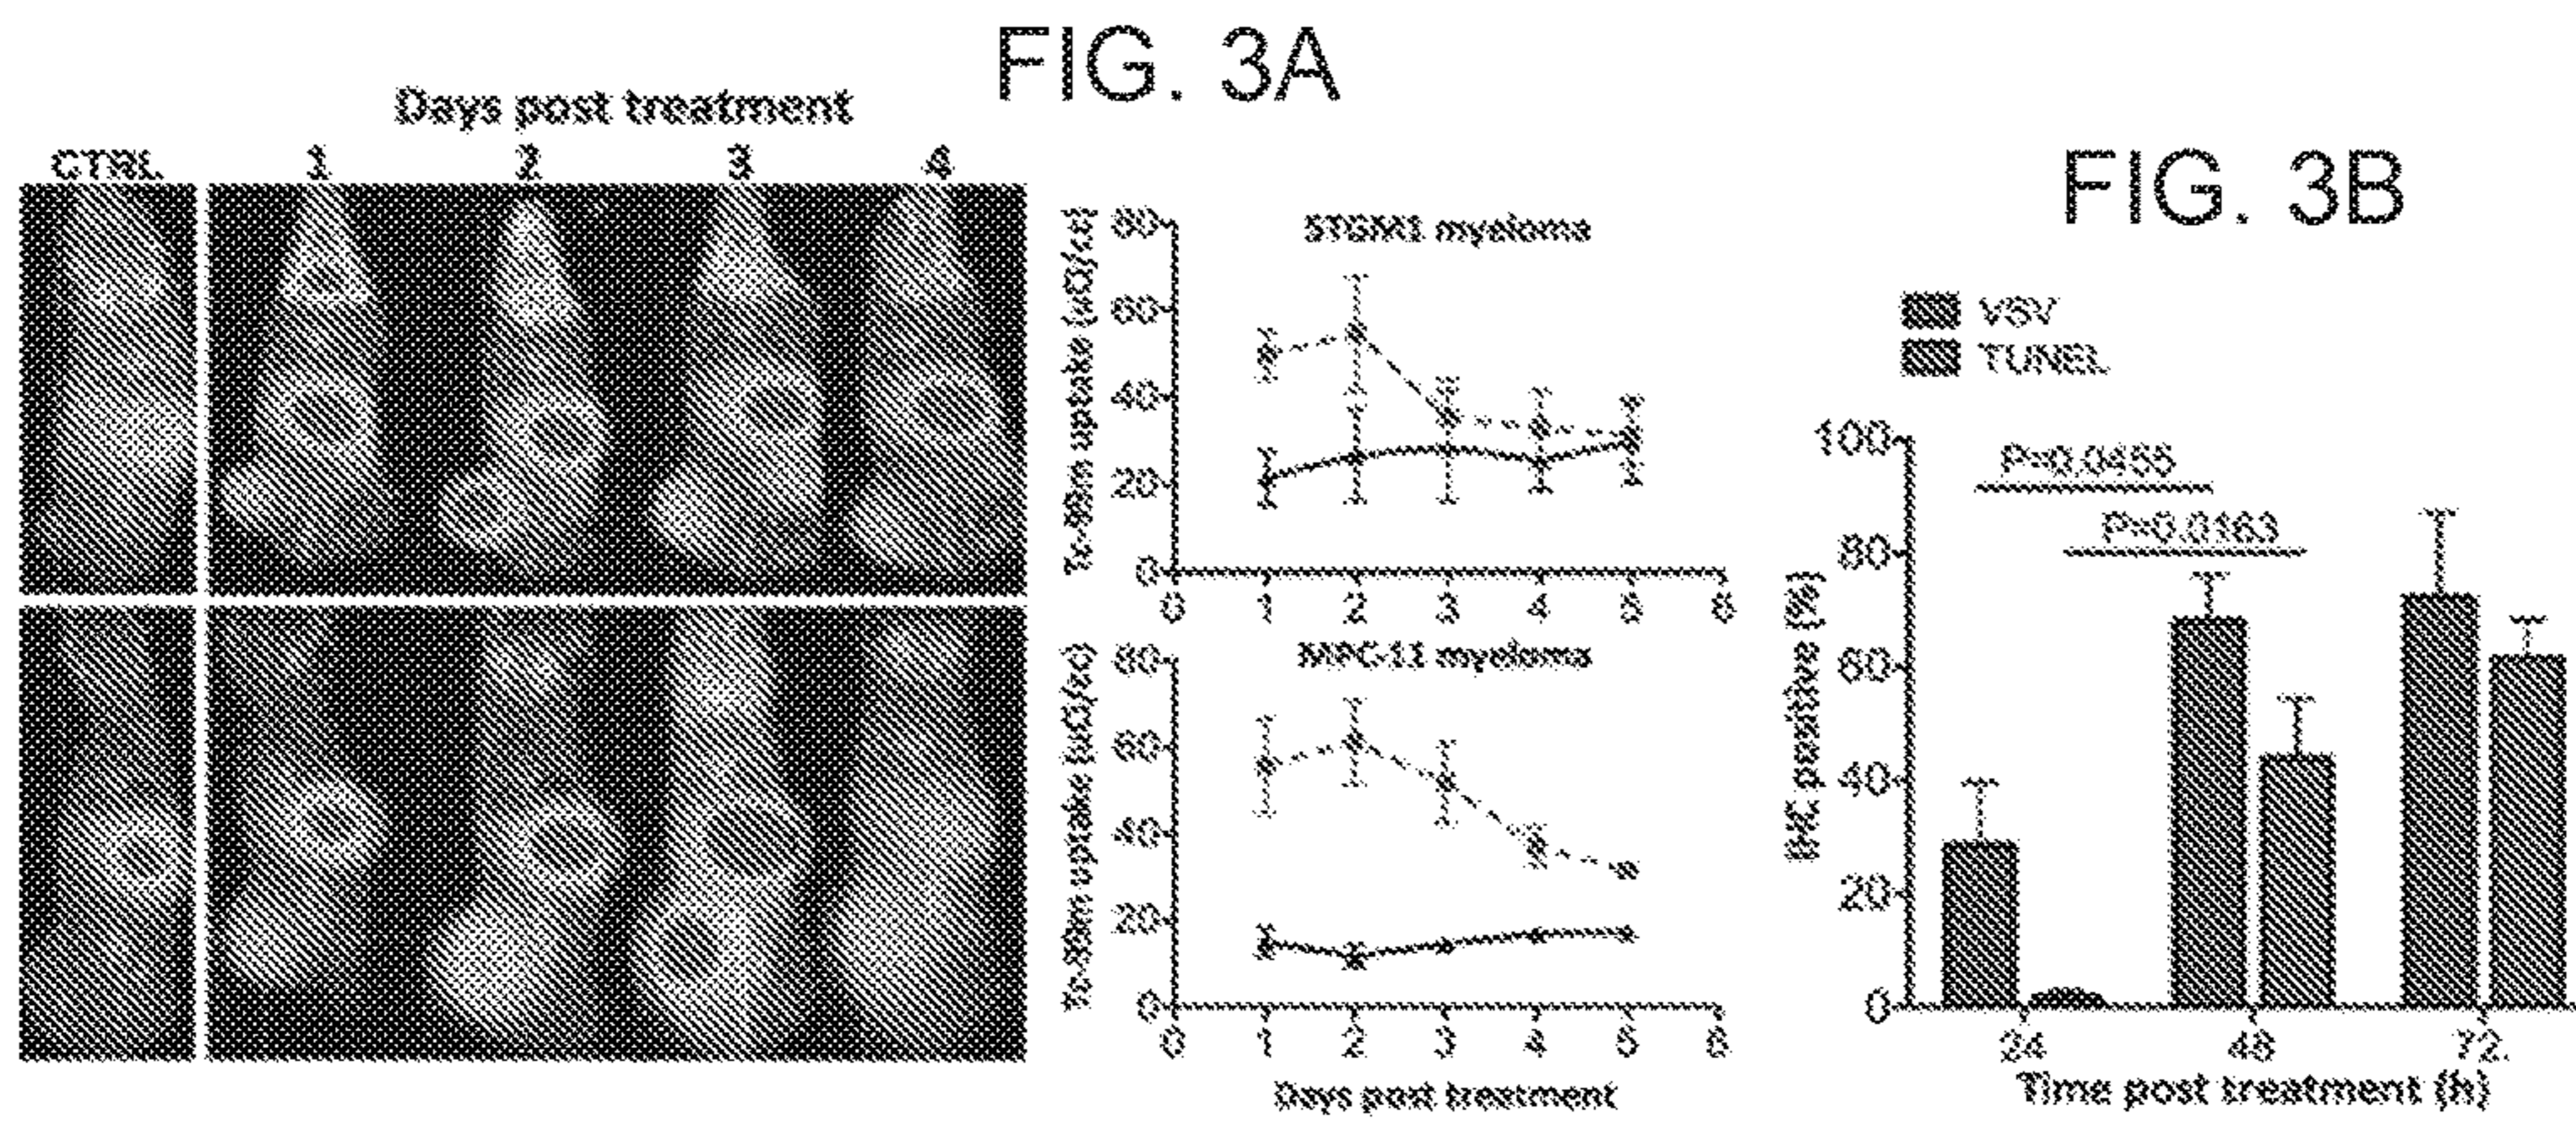 FIG. 3A
Days post treatment
CTRL 1 2 3 4
Tc-99m uptake (uCi/cc)
80
60
40
20
0
5TGM1 myeloma
0 1 2 3 4 5 6
Tc-99m uptake (uCi/cc)
80
60
40
20
0
MPC-11 myeloma
0 1 2 3 4 5 6
Days post treatment
FIG. 3B
VSV
TUNEL
IHC positive (%)
100
80
60
40
20
0
P=0.0455
P=0.0163
24 48 72
Time post treatment (h)